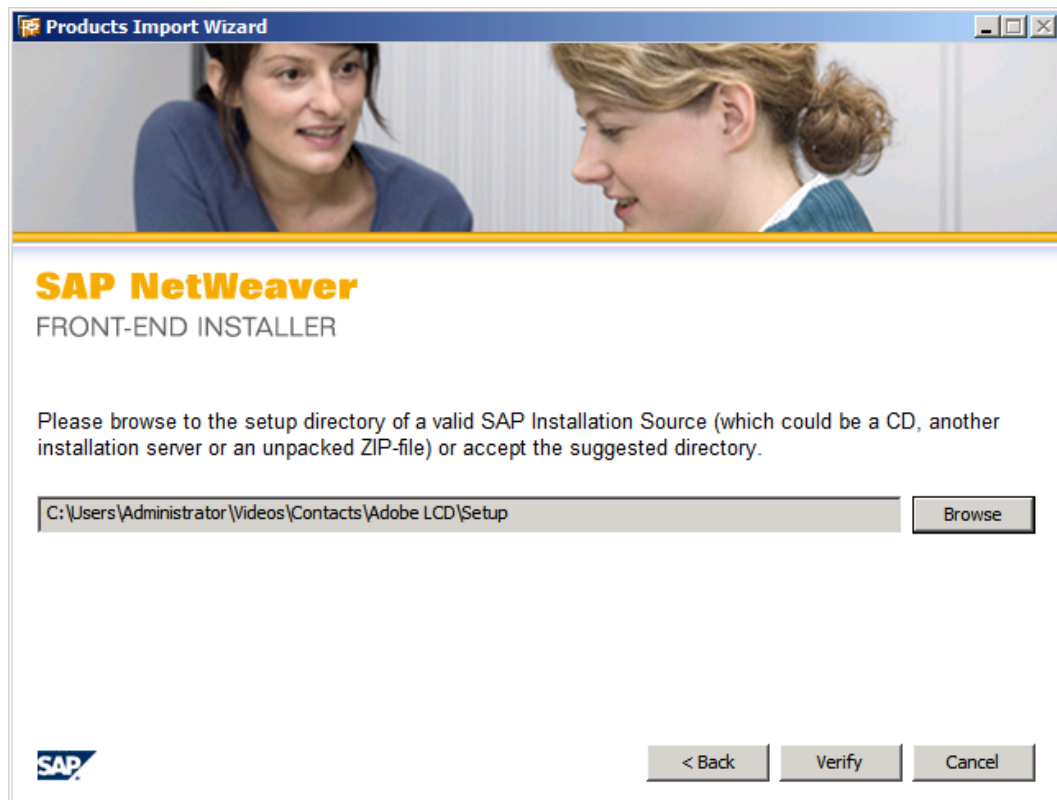 Products Import Wizard
SAP NetWeaver
FRONT-END INSTALLER
Please browse to the setup directory of a valid SAP Installation Source (which could be a CD, another
installation server or an unpacked ZIP-file) or accept the suggested directory.
C:\Users\Administrator\Videos\Contacts\Adobe LCD\Setup
Browse
SAP
< Back
Verify
Cancel